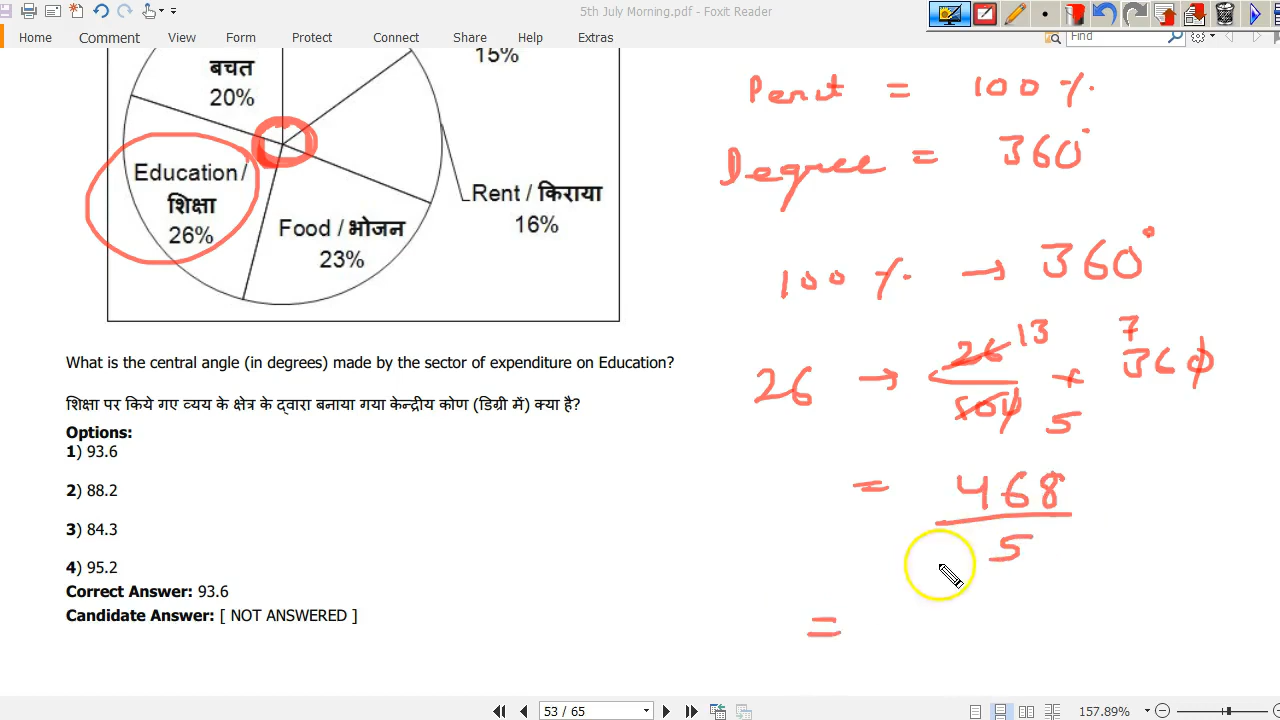 5th July Morning.pdf - Foxit Reader
Home Comment View Form Protect Connect Share Help Extras
Find
बचत
20%
15%
Education /
शिक्षा
26%
Food / भोजन
23%
Rent / किराया
16%
What is the central angle (in degrees) made by the sector of expenditure on Education?
शिक्षा पर किये गए व्यय के क्षेत्र के द्वारा बनाया गया केन्द्रीय कोण (डिग्री में) क्या है?
Options:
1) 93.6
2) 88.2
3) 84.3
4) 95.2
Correct Answer: 93.6
Candidate Answer: [ NOT ANSWERED ]
= 100 %
Degree = 360°
100 % → 360°
13 7
26 → 26 × 360
5
= 468
5
=
53 / 65
157.89%